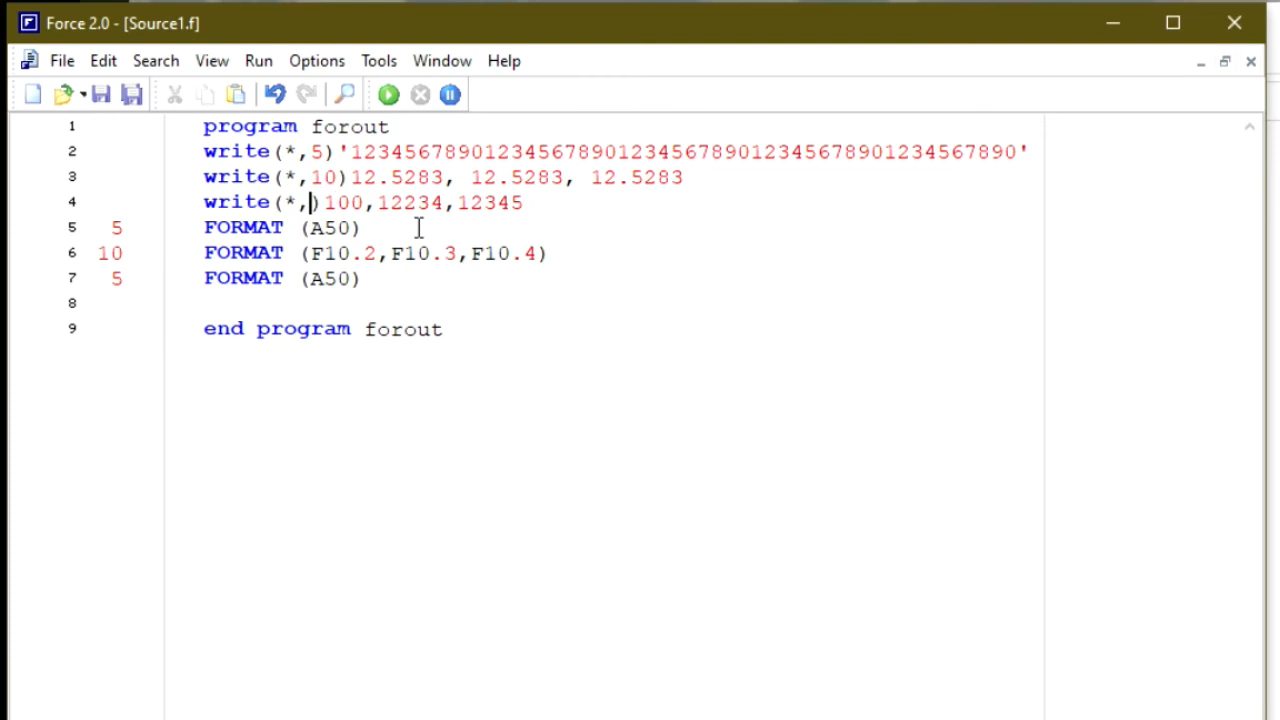 Force 2.0 - [Source1.f]
File Edit Search View Run Options Tools Window Help
1 program forout
2 write(*,5)'12345678901234567890123456789012345678901234567890'
3 write(*,10)12.5283, 12.5283, 12.5283
4 write(*,)100,12234,12345
5 5 FORMAT (A50)
6 10 FORMAT (F10.2,F10.3,F10.4)
7 5 FORMAT (A50)
8
9 end program forout